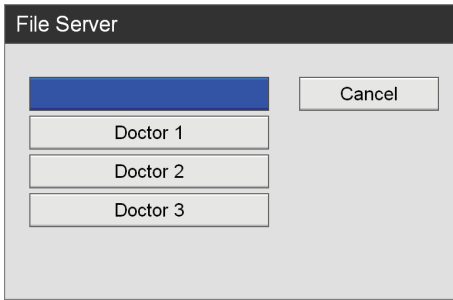 File Server
Cancel
Doctor 1
Doctor 2
Doctor 3